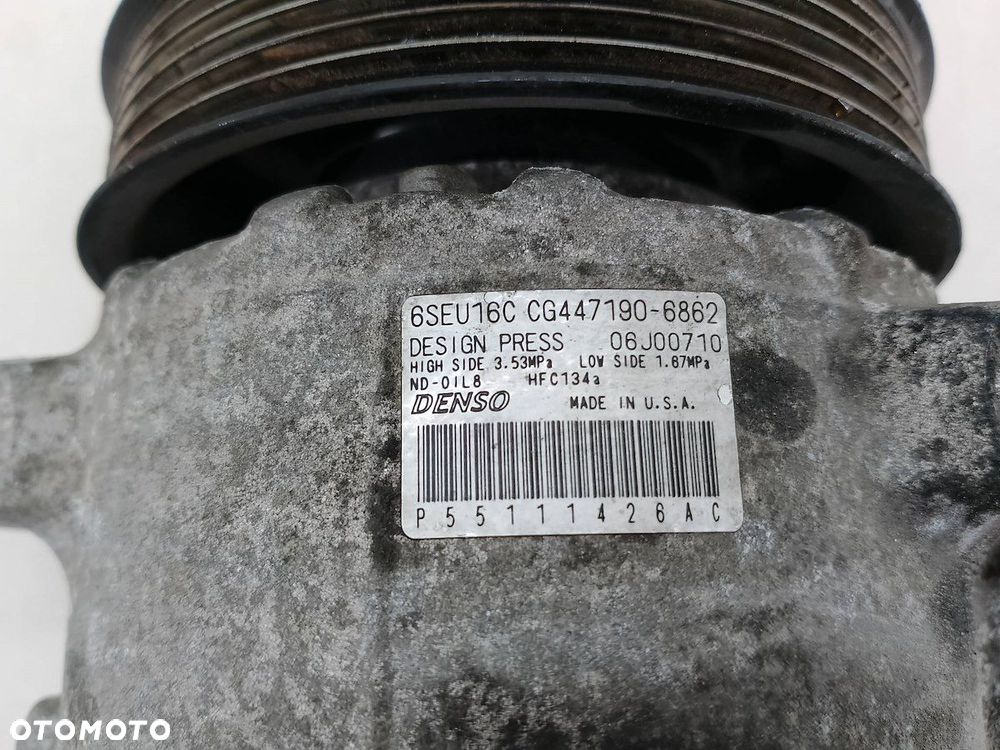 6SEU16C CG447190-6862
DESIGN PRESS 06J00710
HIGH SIDE 3.53MPa LOW SIDE 1.67MPa
ND-OIL8 HFC134a
DENSO MADE IN U.S.A.
P55111426AC
OTOMOTO